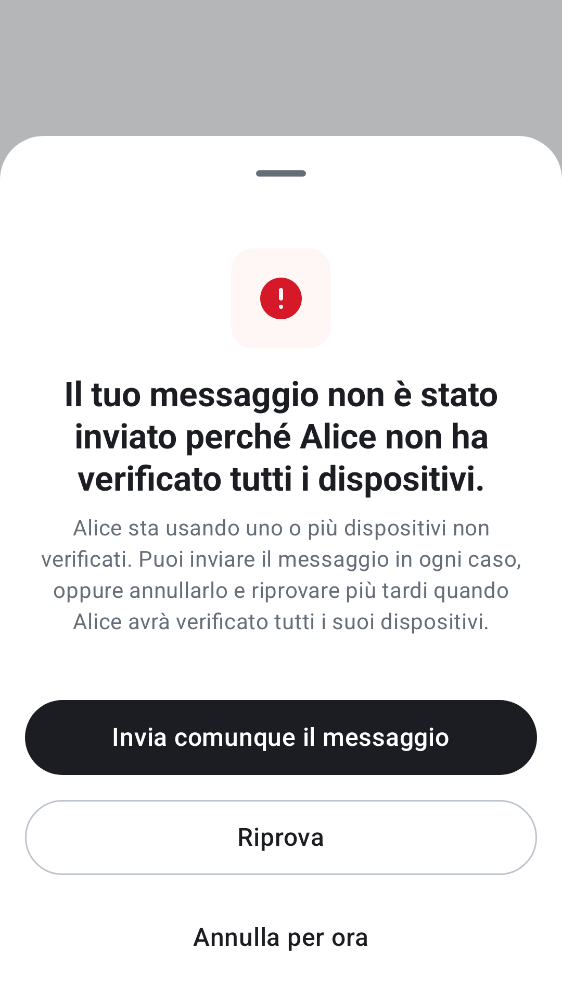 Il tuo messaggio non è stato
inviato perché Alice non ha
verificato tutti i dispositivi.
Alice sta usando uno o più dispositivi non
verificati. Puoi inviare il messaggio in ogni caso,
oppure annullarlo e riprovare più tardi quando
Alice avrà verificato tutti i suoi dispositivi.
Invia comunque il messaggio
Riprova
Annulla per ora